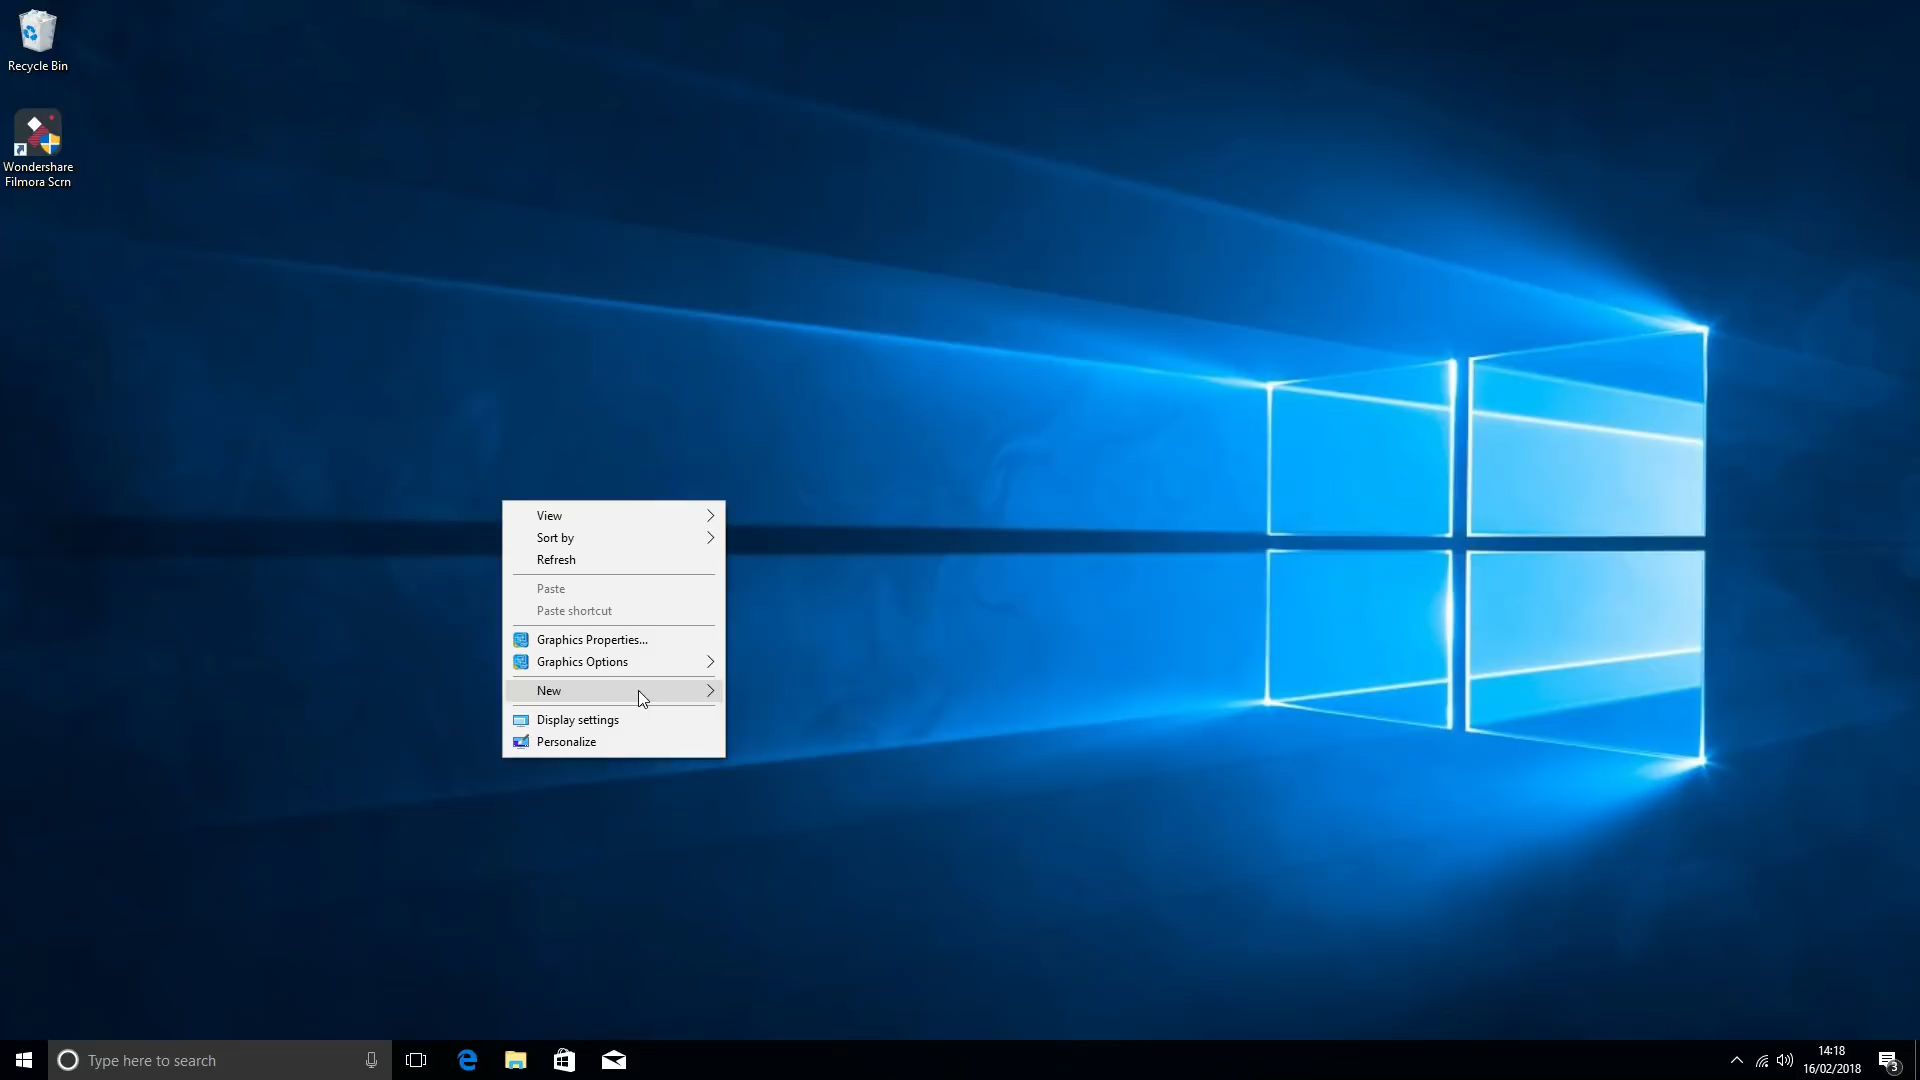 Recycle Bin
Wondershare
Filmora Scrn
View
Sort by
Refresh
Paste
Paste shortcut
Graphics Properties...
Graphics Options
New
Display settings
Personalize
Type here to search
14:18
16/02/2018
3